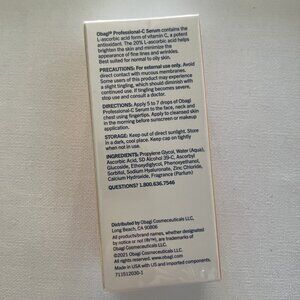 Obagi® Professional-C Serum contains the
L-ascorbic acid form of vitamin C, a potent
antioxidant. The 20% L-ascorbic acid helps
brighten the skin and minimize the
appearance of fine lines and wrinkles.
Best suited for normal to oily skin.
PRECAUTIONS: For external use only. Avoid
direct contact with mucous membranes.
Some users of this product may experience
a slight tingling, which should diminish with
continued use. If tingling becomes severe,
stop use and consult a doctor.
DIRECTIONS: Apply 5 to 7 drops of Obagi
Professional-C Serum to the face, neck and
chest using fingertips. Apply to cleansed skin
in the morning before sunscreen or makeup
application.
STORAGE: Keep out of direct sunlight. Store
in a dark, cool place. Keep cap on tightly
when not in use.
INGREDIENTS: Propylene Glycol, Water (Aqua),
Ascorbic Acid, SD Alcohol 39-C, Ascorbyl
Glucoside, Ethoxydiglycol, Phenoxyethanol,
Sorbitol, Sodium Hyaluronate, Zinc Chloride,
Calcium Hydroxide, Fragrance (Parfum)
QUESTIONS? 1.800.636.7546
Distributed by Obagi Cosmeceuticals LLC,
Long Beach, CA 90806
All products/brand names, whether designated
by notice or not (®/™), are trademarks of
Obagi Cosmeceuticals LLC.
©2021 Obagi Cosmeceuticals LLC.
All rights reserved. www.obagi.com
Made in USA with US and imported components.